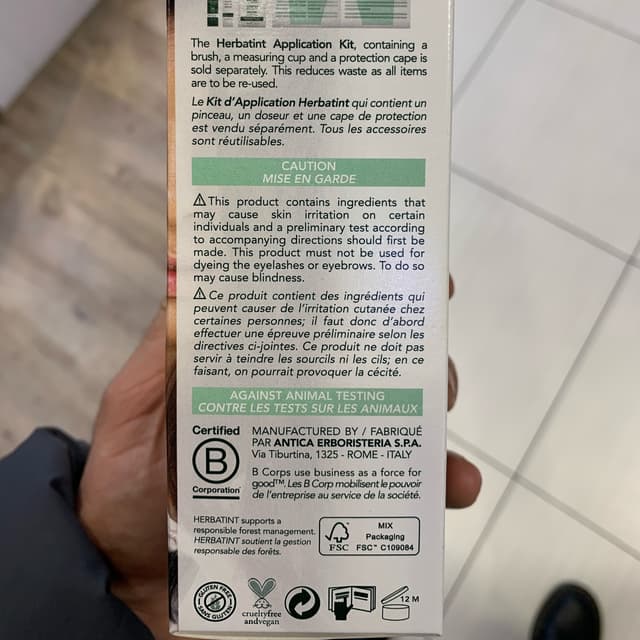 The Herbatint Application Kit, containing a
brush, a measuring cup and a protection cape is
sold separately. This reduces waste as all items
are to be re-used.
Le Kit d’Application Herbatint qui contient un
pinceau, un doseur et une cape de protection
est vendu séparément. Tous les accessoires
sont réutilisables.
CAUTION
MISE EN GARDE
⚠This product contains ingredients that
may cause skin irritation on certain
individuals and a preliminary test according
to accompanying directions should first be
made. This product must not be used for
dyeing the eyelashes or eyebrows. To do so
may cause blindness.
⚠Ce produit contient des ingrédients qui
peuvent causer de l’irritation cutanée chez
certaines personnes; il faut donc d’abord
effectuer une épreuve préliminaire selon les
directives ci-jointes. Ce produit ne doit pas
servir à teindre les sourcils ni les cils; en ce
faisant, on pourrait provoquer la cécité.
AGAINST ANIMAL TESTING
CONTRE LES TESTS SUR LES ANIMAUX
Certified
B
Corporation
MANUFACTURED BY / FABRIQUÉ
PAR ANTICA ERBORISTERIA S.P.A.
Via Tiburtina, 1325 - ROME - ITALY
B Corps use business as a force for
good™. Les B Corp mobilisent le pouvoir
de l’entreprise au service de la société.
HERBATINT supports a
responsible forest management.
HERBATINT soutient la gestion
responsable des forêts.
FSC
MIX
Packaging
FSC™ C109084
GLUTEN FREE
SANS GLUTEN
crueltyfree
andvegan
12 M